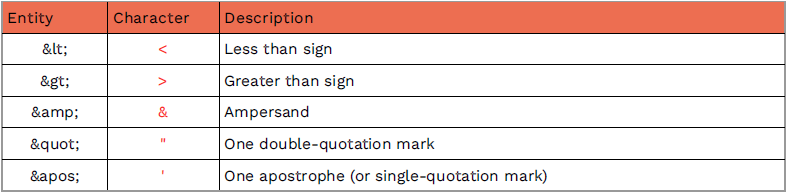 Entity Character Description
&lt; < Less than sign
&gt; > Greater than sign
&amp; & Ampersand
&quot; " One double-quotation mark
&apos; ' One apostrophe (or single-quotation mark)